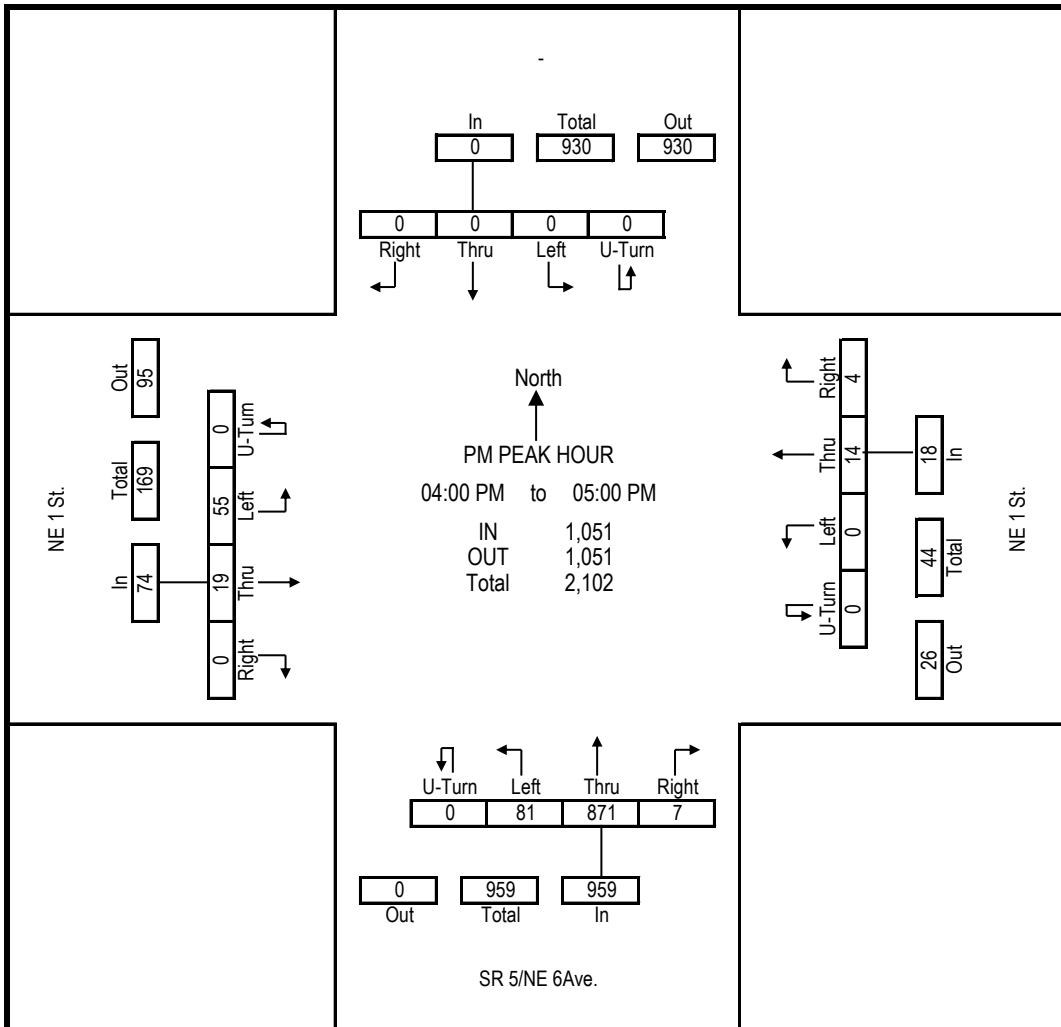 -
In Total Out
0 930 930
0 0 0 0
Right Thru Left U-Turn
NE 1 St.
Out
95
Total
169
In
74
0
U-Turn
55
Left
19
Thru
0
Right
North
PM PEAK HOUR
04:00 PM to 05:00 PM
IN 1,051
OUT 1,051
Total 2,102
Right
4
Thru
14
Left
0
U-Turn
0
18
In
44
Total
26
Out
NE 1 St.
U-Turn Left Thru Right
0 81 871 7
0 959 959
Out Total In
SR 5/NE 6Ave.